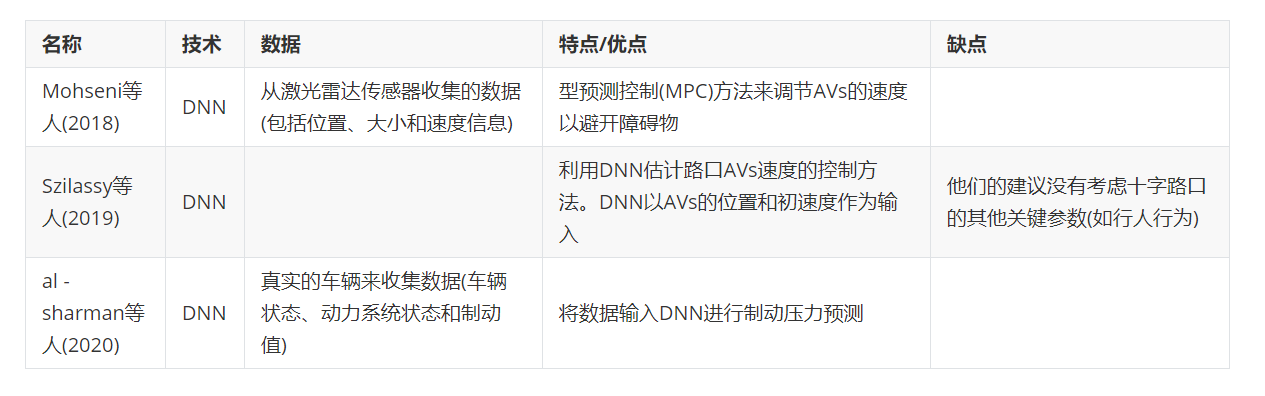 名称 技术 数据 特点/优点 缺点
Mohseni等
人(2018)
DNN
从激光雷达传感器收集的数据
(包括位置、大小和速度信息)
型预测控制(MPC)方法来调节AVs的速度
以避开障碍物
Szilassy等
人(2019)
DNN
利用DNN估计路口AVs速度的控制方
法。DNN以AVs的位置和初速度作为输
入
他们的建议没有考虑十字路口
的其他关键参数(如行人行为)
al -
sharman等
人(2020)
DNN
真实的车辆来收集数据(车辆
状态、动力系统状态和制动
值)
将数据输入DNN进行制动压力预测